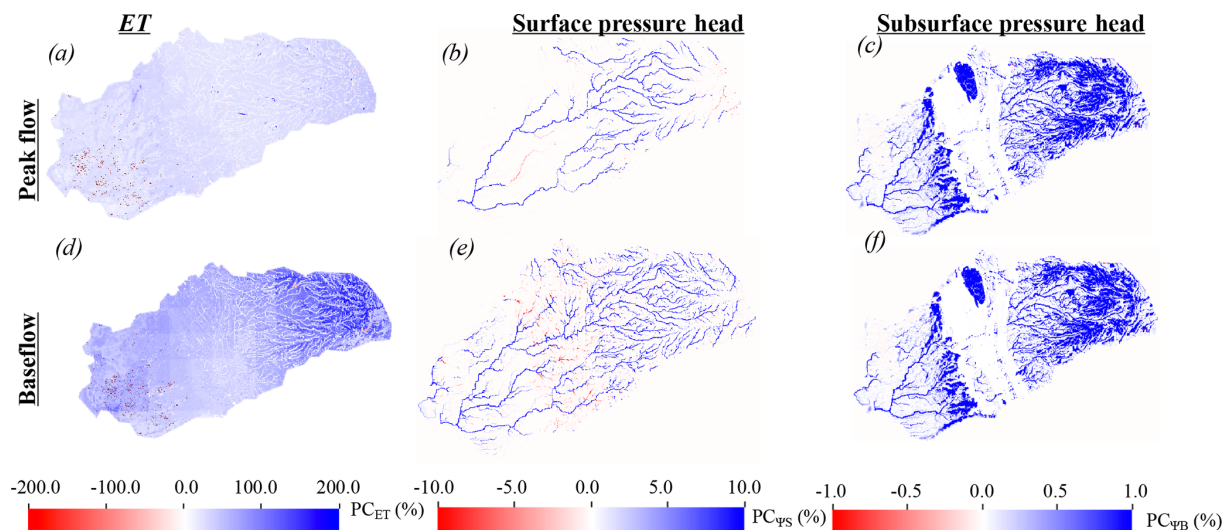 ET Surface pressure head Subsurface pressure head
(a) (b) (c)
Peak flow
(d) (e) (f)
Baseflow
-200.0 -100.0 0.0 100.0 200.0 -10.0 -5.0 0.0 5.0 10.0 -1.0 -0.5 0.0 0.5 1.0
PC_ET (%) PC_ΨS (%) PC_ΨB (%)